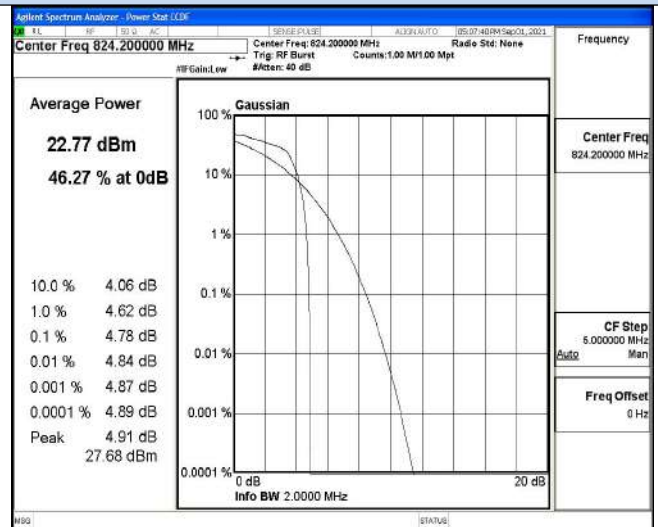 Agilent Spectrum Analyzer - Power Stat CCDF
RL RF 50 Ω AC SENSE:PULSE ALIGNAUTO 05:07:40 PM Sep 01, 2021
Center Freq 824.200000 MHz
Center Freq: 824.200000 MHz Radio Std: None
Trig: RF Burst Counts:1.00 M/1.00 Mpt
#IFGain:Low #Atten: 40 dB
Frequency
Average Power
22.77 dBm
46.27 % at 0dB
10.0 % 4.06 dB
1.0 % 4.62 dB
0.1 % 4.78 dB
0.01 % 4.84 dB
0.001 % 4.87 dB
0.0001 % 4.89 dB
Peak 4.91 dB
27.68 dBm
Gaussian
100 %
10 %
1 %
0.1 %
0.01 %
0.001 %
0.0001 %
0 dB 20 dB
Info BW 2.0000 MHz
Center Freq
824.200000 MHz
CF Step
5.000000 MHz
Auto Man
Freq Offset
0 Hz
MSG STATUS